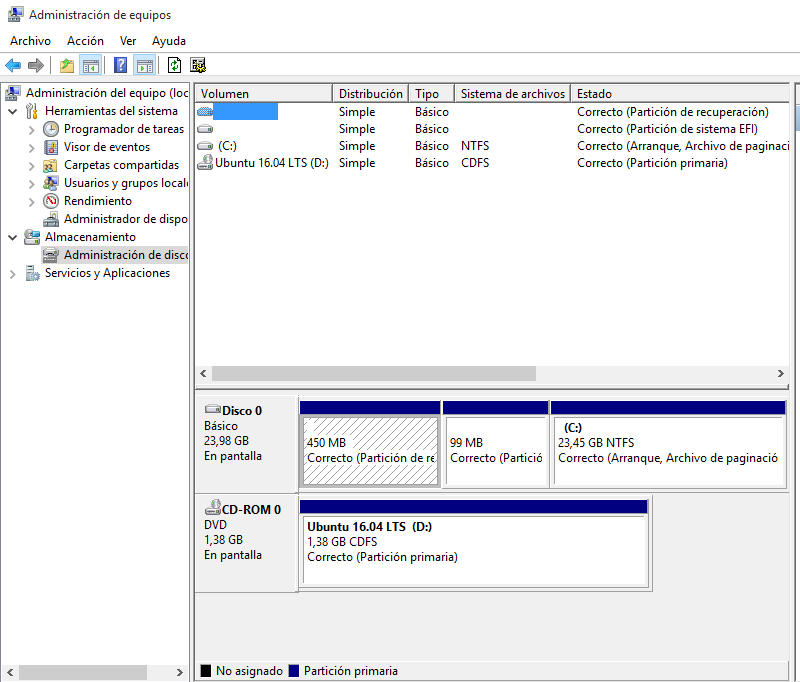 Administración de equipos
Archivo Acción Ver Ayuda
Administración del equipo (loc
Herramientas del sistema
Programador de tareas
Visor de eventos
Carpetas compartidas
Usuarios y grupos local
Rendimiento
Administrador de dispo
Almacenamiento
Administración de disc
Servicios y Aplicaciones
Volumen Distribución Tipo Sistema de archivos Estado
Simple Básico Correcto (Partición de recuperación)
Simple Básico Correcto (Partición de sistema EFI)
(C:) Simple Básico NTFS Correcto (Arranque, Archivo de paginaci
Ubuntu 16.04 LTS (D:) Simple Básico CDFS Correcto (Partición primaria)
Disco 0
Básico
23,98 GB
En pantalla
450 MB
Correcto (Partición de re
99 MB
Correcto (Partició
(C:)
23,45 GB NTFS
Correcto (Arranque, Archivo de paginació
CD-ROM 0
DVD
1,38 GB
En pantalla
Ubuntu 16.04 LTS (D:)
1,38 GB CDFS
Correcto (Partición primaria)
No asignado Partición primaria